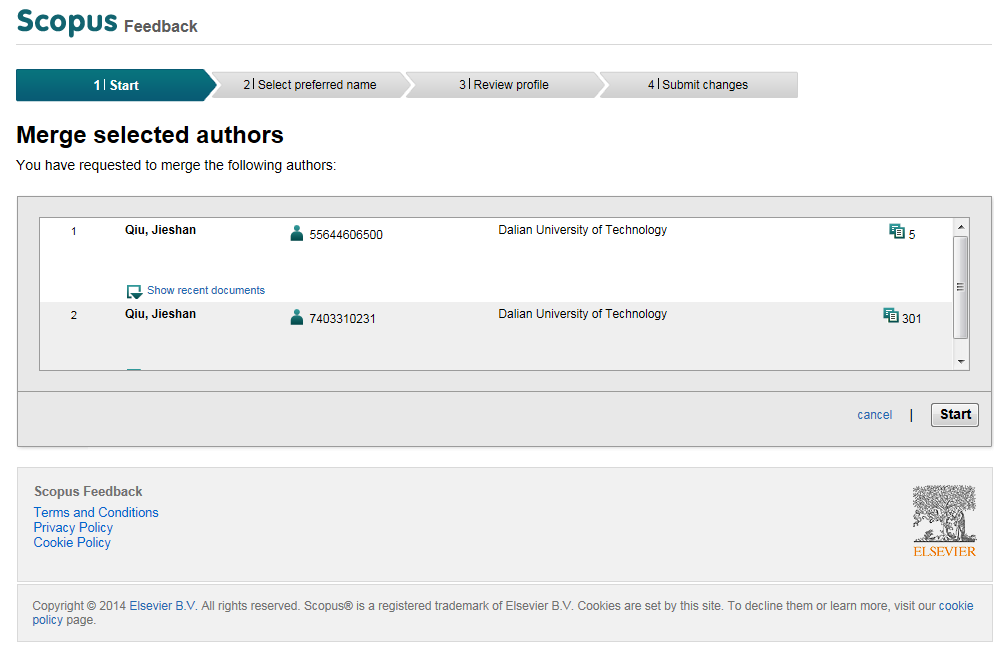 Scopus Feedback
1 | Start 2 | Select preferred name 3 | Review profile 4 | Submit changes
Merge selected authors
You have requested to merge the following authors:
1 Qiu, Jieshan 55644606500 Dalian University of Technology 5
Show recent documents
2 Qiu, Jieshan 7403310231 Dalian University of Technology 301
cancel | Start
Scopus Feedback
Terms and Conditions
Privacy Policy
Cookie Policy
ELSEVIER
Copyright © 2014 Elsevier B.V. All rights reserved. Scopus® is a registered trademark of Elsevier B.V. Cookies are set by this site. To decline them or learn more, visit our cookie
policy page.